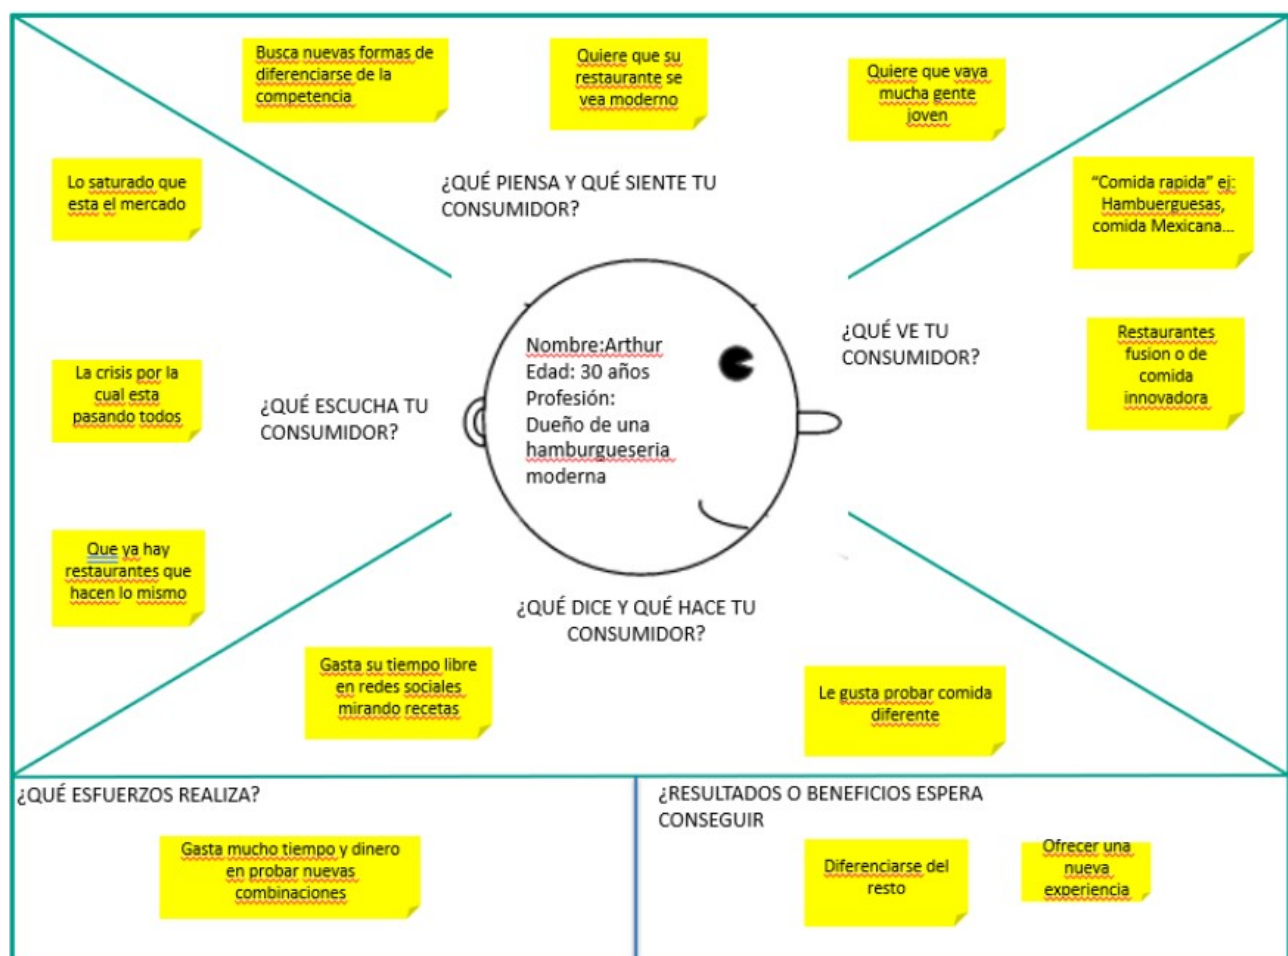 Busca nuevas formas de
diferenciarse de la
competencia
Quiere que su
restaurante se
vea moderno
Quiere que vaya
mucha gente
joven
¿QUÉ PIENSA Y QUÉ SIENTE TU
CONSUMIDOR?
Lo saturado que
esta el mercado
La crisis por la
cual esta
pasando todos
Que ya hay
restaurantes que
hacen lo mismo
¿QUÉ ESCUCHA TU
CONSUMIDOR?
Nombre:Arthur
Edad: 30 años
Profesión:
Dueño de una
hamburgueseria
moderna
¿QUÉ VE TU
CONSUMIDOR?
“Comida rapida” ej:
Hambuerguesas,
comida Mexicana...
Restaurantes
fusion o de
comida
innovadora
¿QUÉ DICE Y QUÉ HACE TU
CONSUMIDOR?
Gasta su tiempo libre
en redes sociales
mirando recetas
Le gusta probar comida
diferente
¿QUÉ ESFUERZOS REALIZA?
Gasta mucho tiempo y dinero
en probar nuevas
combinaciones
¿RESULTADOS O BENEFICIOS ESPERA
CONSEGUIR
Diferenciarse del
resto
Ofrecer una
nueva
experiencia